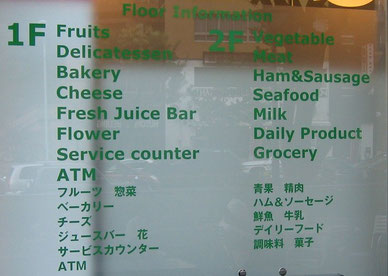 Floor Information
1F
Fruits
Delicatessen
Bakery
Cheese
Fresh Juice Bar
Flower
Service counter
ATM
フルーツ 惣菜
ベーカリー
チーズ
ジュースバー 花
サービスカウンター
ATM
2F
Vegetable
Meat
Ham&Sausage
Seafood
Milk
Daily Product
Grocery
青果 精肉
ハム&ソーセージ
鮮魚 牛乳
デイリーフード
調味料 菓子